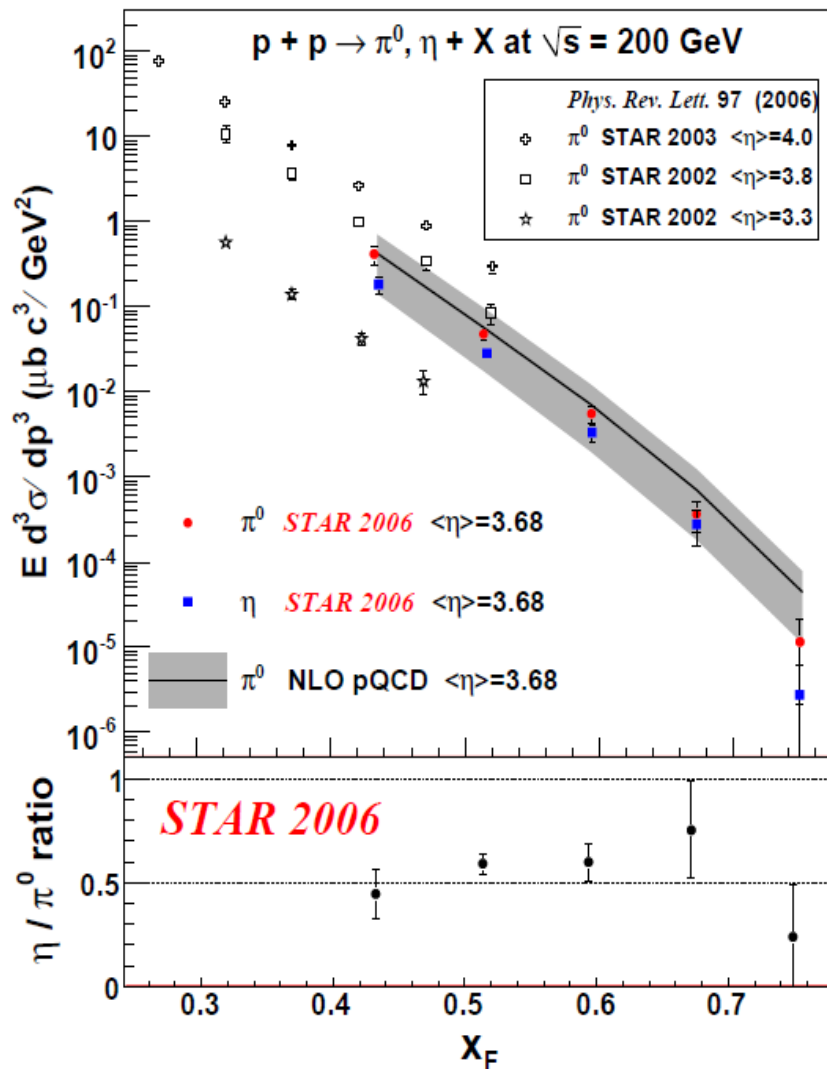 p + p → π⁰, η + X at √s = 200 GeV
Phys. Rev. Lett. 97 (2006)
π⁰ STAR 2003 <η>=4.0
π⁰ STAR 2002 <η>=3.8
π⁰ STAR 2002 <η>=3.3
E d³σ/ dp³ (μb c³/ GeV²)
10²
10
1
10⁻¹
10⁻²
10⁻³
10⁻⁴
10⁻⁵
10⁻⁶
π⁰ STAR 2006 <η>=3.68
η STAR 2006 <η>=3.68
π⁰ NLO pQCD <η>=3.68
STAR 2006
η / π⁰ ratio
1
0.5
0
0.3 0.4 0.5 0.6 0.7
X_F